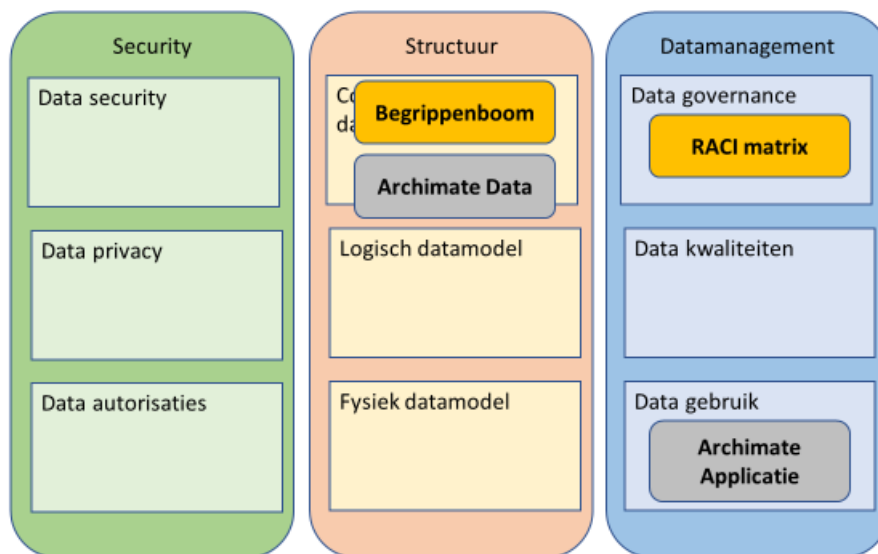 Security
Data security
Data privacy
Data autorisaties
Structuur
Begrippenboom
Archimate Data
Logisch datamodel
Fysiek datamodel
Datamanagement
Data governance
RACI matrix
Data kwaliteiten
Data gebruik
Archimate
Applicatie